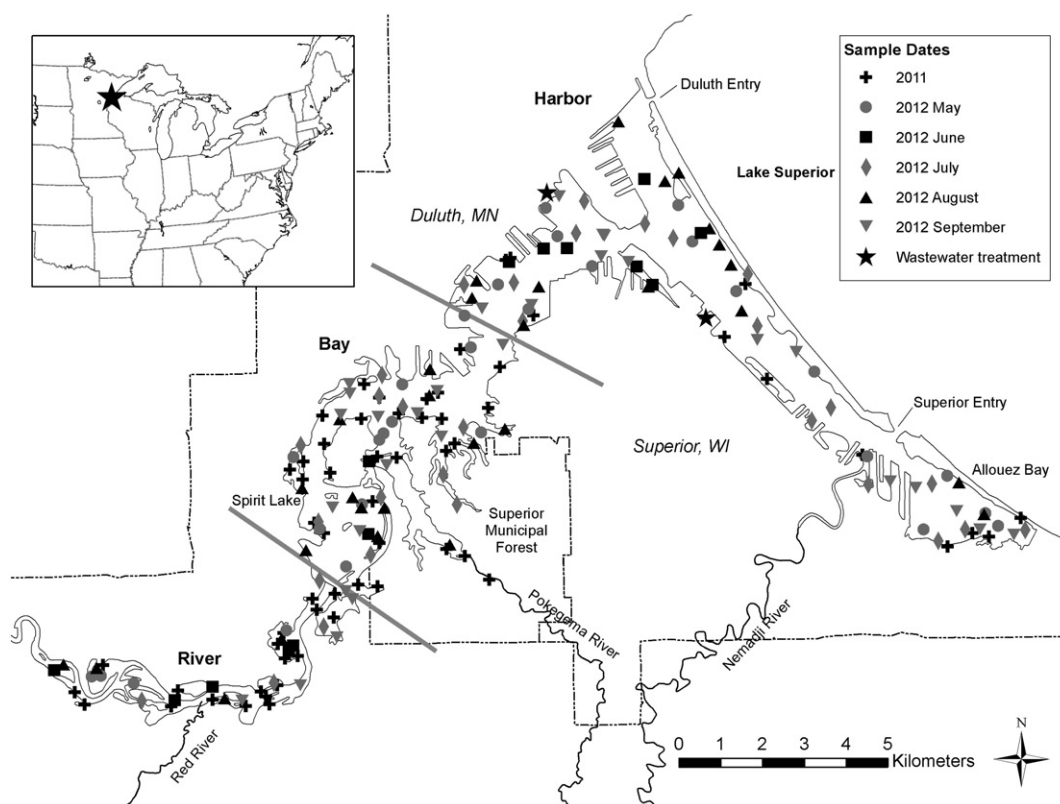 Duluth Entry
Harbor
Lake Superior
Duluth, MN
Sample Dates
2011
2012 May
2012 June
2012 July
2012 August
2012 September
Wastewater treatment
Bay
Superior Entry
Superior, WI
Allouez Bay
Spirit Lake
Superior
Municipal
Forest
Pokegema River
Nemadji River
River
Red River
N
0 1 2 3 4 5
Kilometers